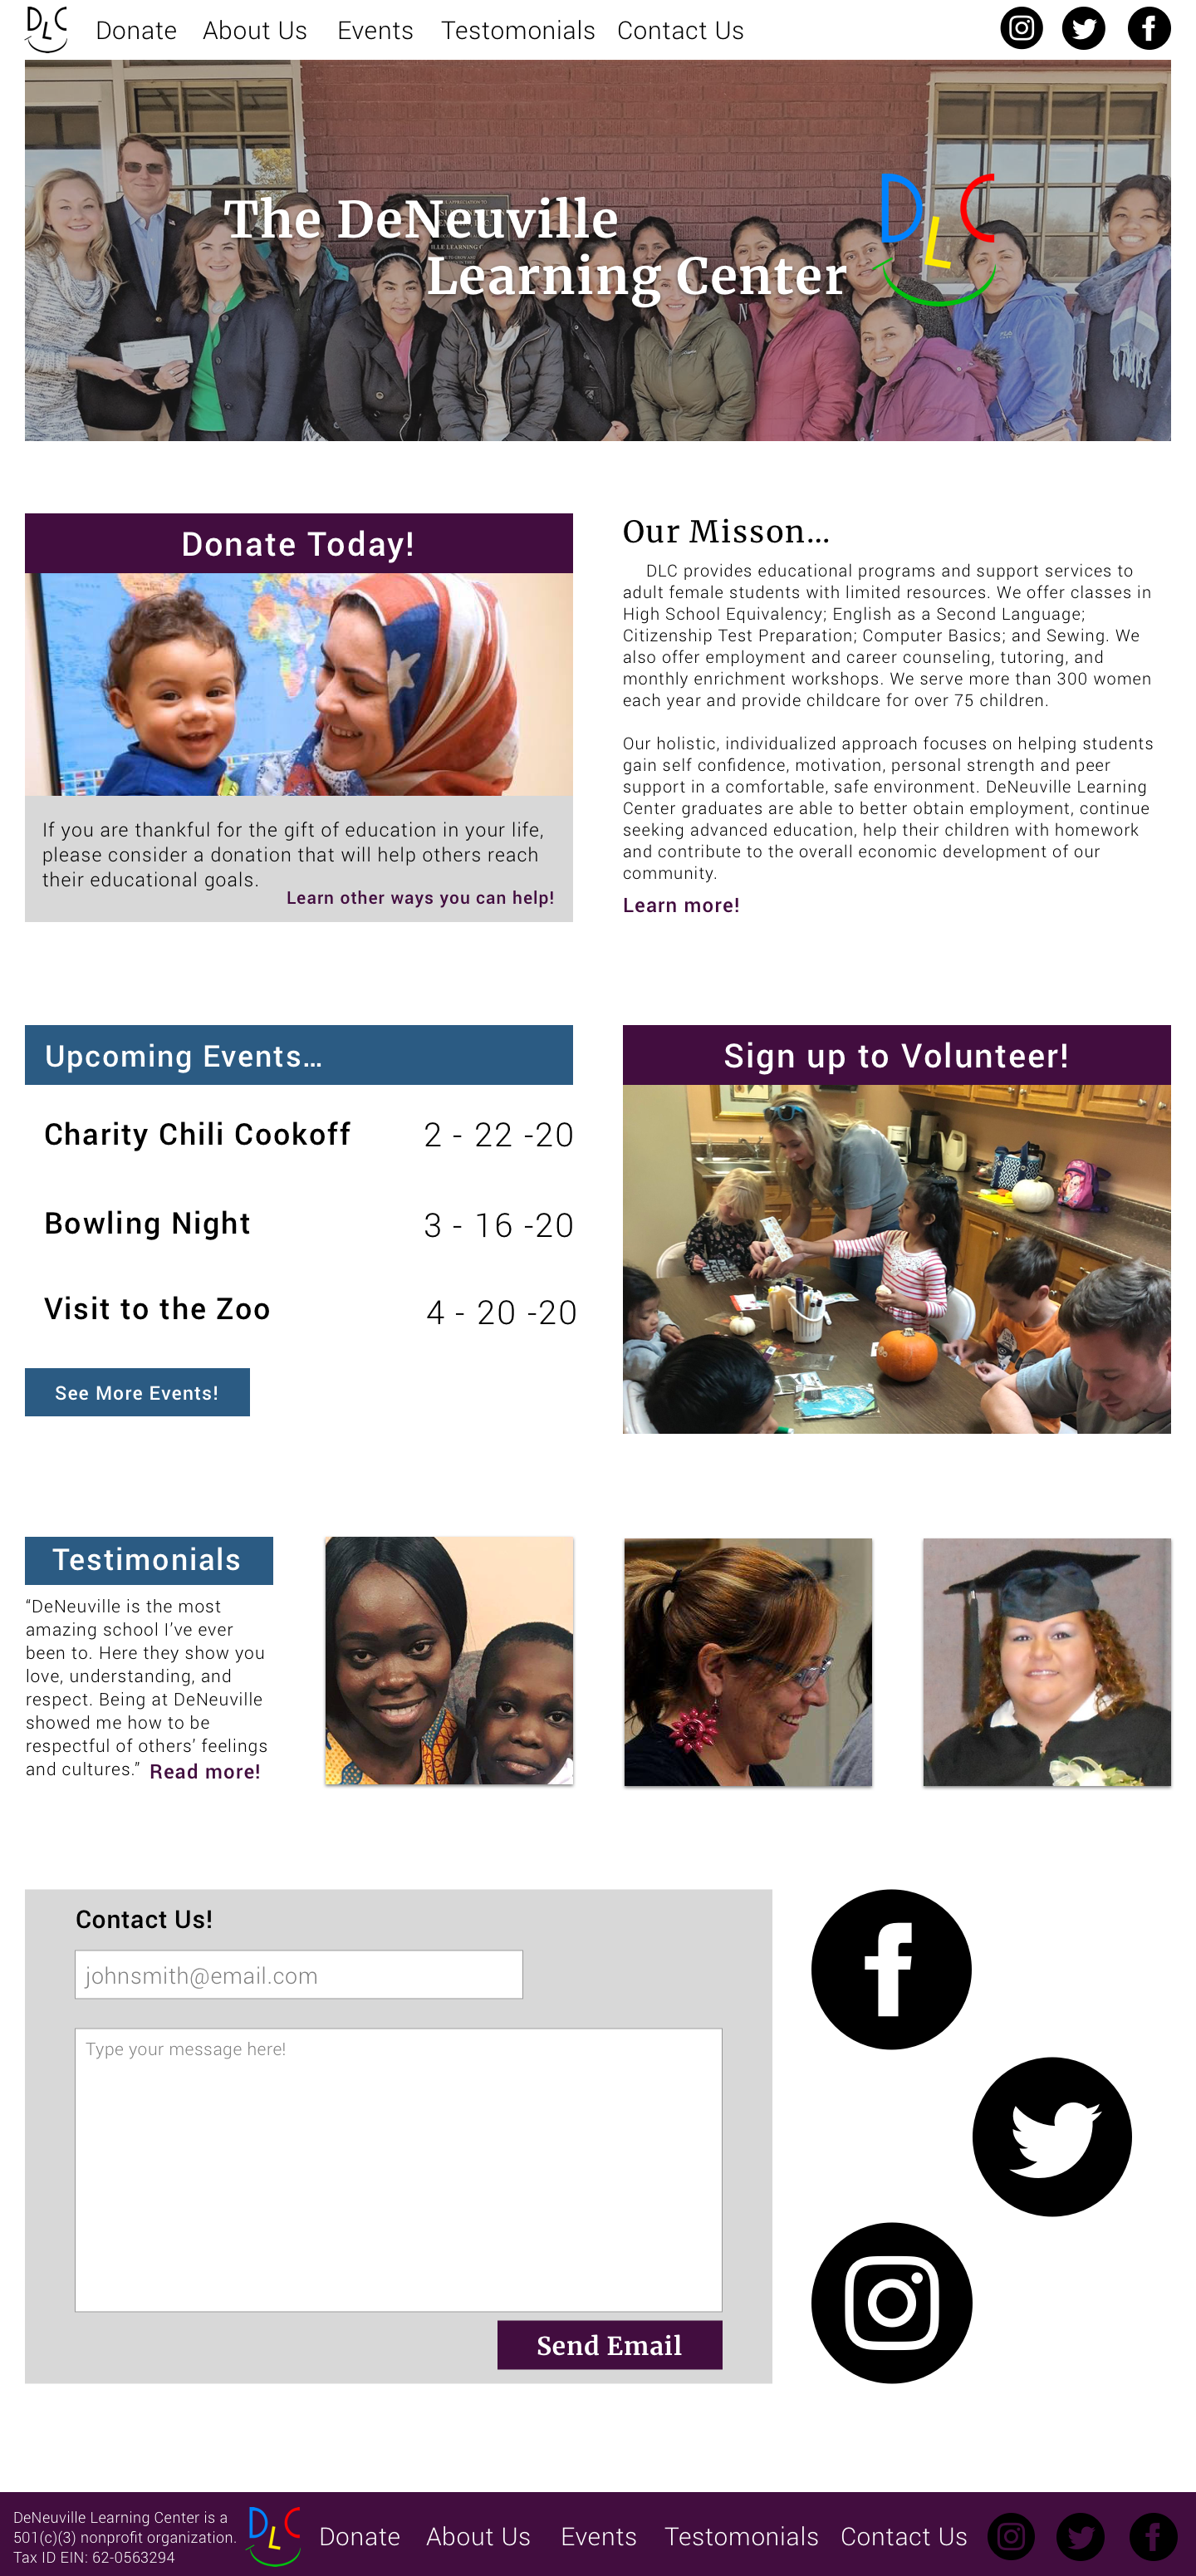 DLC
Donate About Us Events Testomonials Contact Us
The DeNeuville
Learning Center
DLC
Donate Today!
If you are thankful for the gift of education in your life,
please consider a donation that will help others reach
their educational goals.
Learn other ways you can help!
Our Misson...
DLC provides educational programs and support services to
adult female students with limited resources. We offer classes in
High School Equivalency; English as a Second Language;
Citizenship Test Preparation; Computer Basics; and Sewing. We
also offer employment and career counseling, tutoring, and
monthly enrichment workshops. We serve more than 300 women
each year and provide childcare for over 75 children.
Our holistic, individualized approach focuses on helping students
gain self confidence, motivation, personal strength and peer
support in a comfortable, safe environment. DeNeuville Learning
Center graduates are able to better obtain employment, continue
seeking advanced education, help their children with homework
and contribute to the overall economic development of our
community.
Learn more!
Upcoming Events...
Charity Chili Cookoff 2 - 22 -20
Bowling Night 3 - 16 -20
Visit to the Zoo 4 - 20 -20
See More Events!
Sign up to Volunteer!
Testimonials
“DeNeuville is the most
amazing school I’ve ever
been to. Here they show you
love, understanding, and
respect. Being at DeNeuville
showed me how to be
respectful of others’ feelings
and cultures.” Read more!
Contact Us!
johnsmith@email.com
Type your message here!
Send Email
DeNeuville Learning Center is a
501(c)(3) nonprofit organization.
Tax ID EIN: 62-0563294
DLC
Donate About Us Events Testomonials Contact Us